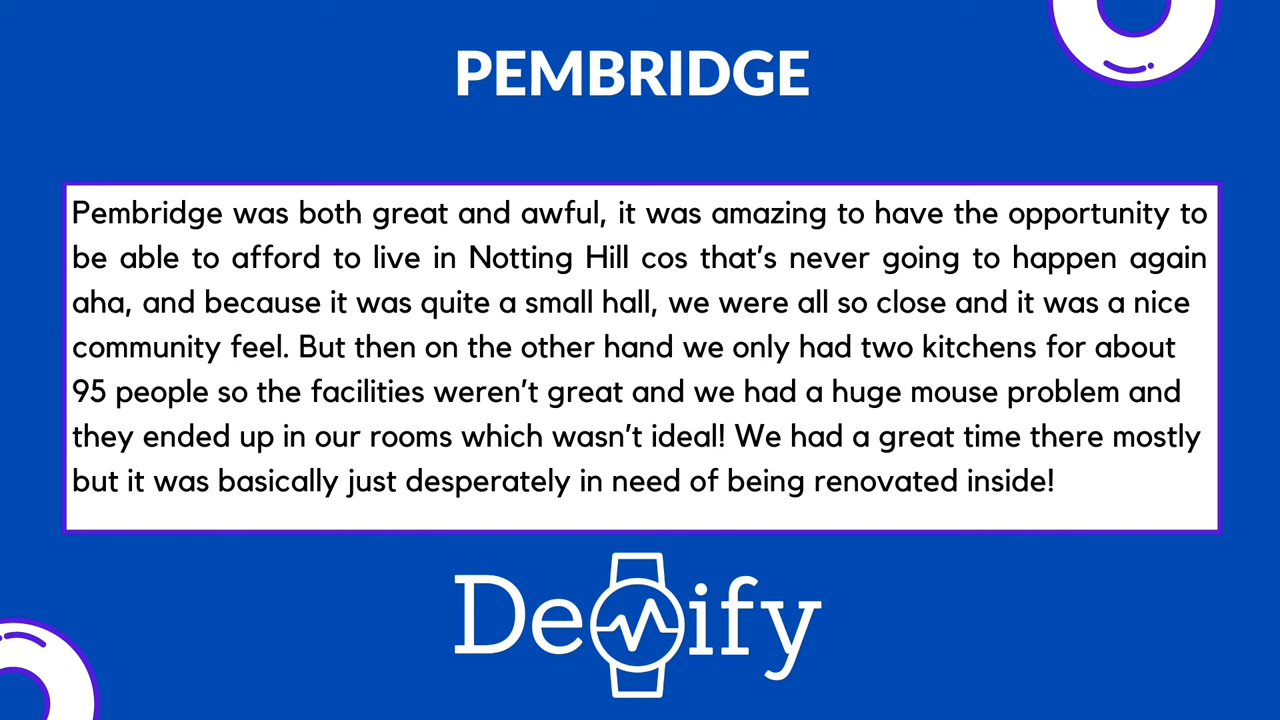 PEMBRIDGE
Pembridge was both great and awful, it was amazing to have the opportunity to
be able to afford to live in Notting Hill cos that’s never going to happen again
aha, and because it was quite a small hall, we were all so close and it was a nice
community feel. But then on the other hand we only had two kitchens for about
95 people so the facilities weren’t great and we had a huge mouse problem and
they ended up in our rooms which wasn’t ideal! We had a great time there mostly
but it was basically just desperately in need of being renovated inside!
De ify